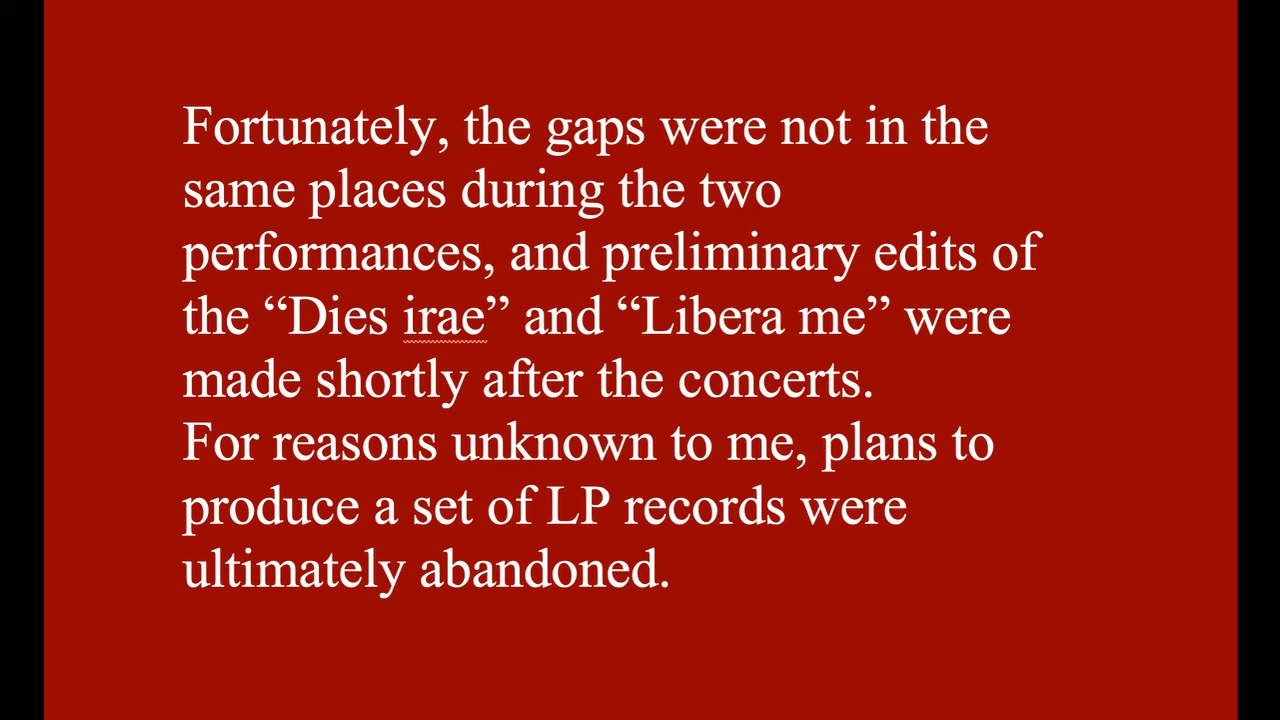 Fortunately, the gaps were not in the
same places during the two
performances, and preliminary edits of
the “Dies irae” and “Libera me” were
made shortly after the concerts.
For reasons unknown to me, plans to
produce a set of LP records were
ultimately abandoned.